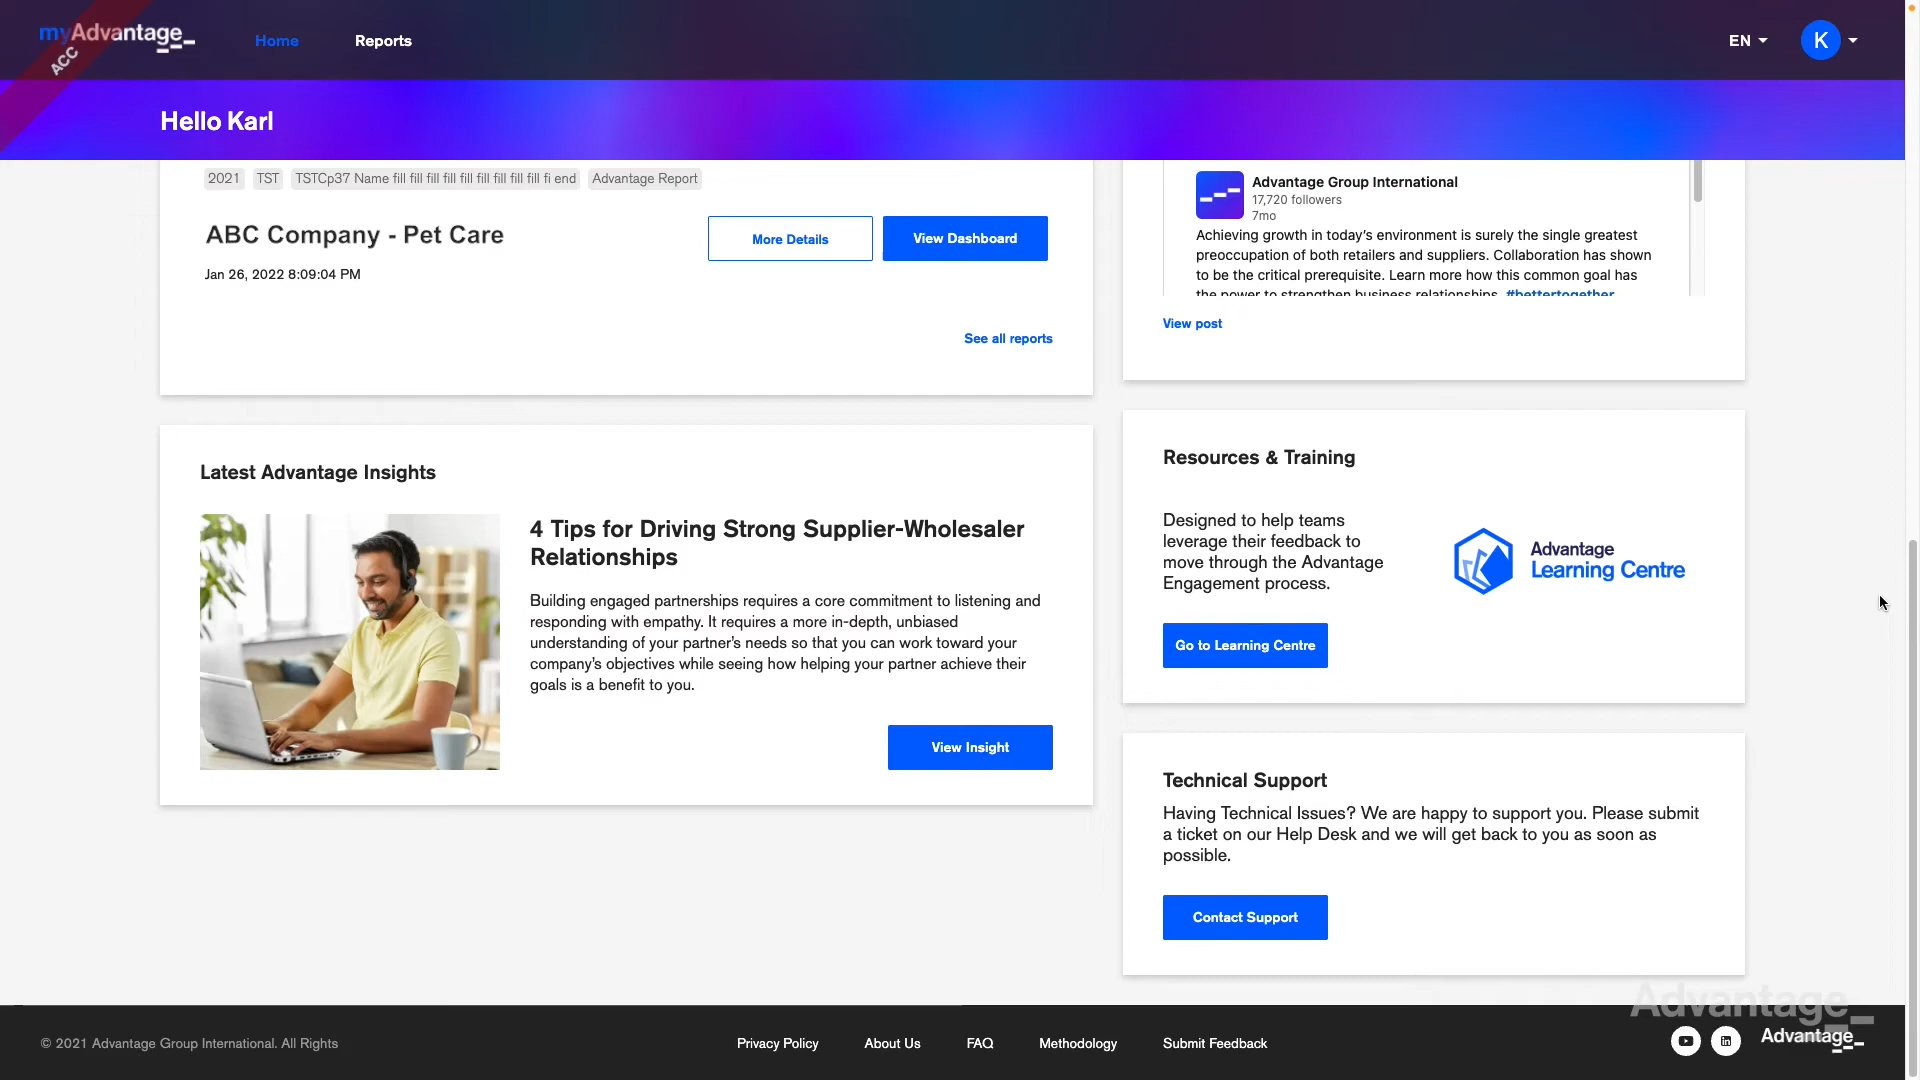 myAdvantage
ACC
Home
Reports
EN
K
Hello Karl
2021 TST TSTCp37 Name fill fill fill fill fill fill fill fill fill fi end Advantage Report
ABC Company - Pet Care
More Details
View Dashboard
Jan 26, 2022 8:09:04 PM
See all reports
Advantage Group International
17,720 followers
7mo
Achieving growth in today's environment is surely the single greatest
preoccupation of both retailers and suppliers. Collaboration has shown
to be the critical prerequisite. Learn more how this common goal has
the power to strengthen business relationships. #bettertogether
View post
Latest Advantage Insights
4 Tips for Driving Strong Supplier-Wholesaler
Relationships
Building engaged partnerships requires a core commitment to listening and
responding with empathy. It requires a more in-depth, unbiased
understanding of your partner's needs so that you can work toward your
company's objectives while seeing how helping your partner achieve their
goals is a benefit to you.
View Insight
Resources & Training
Designed to help teams
leverage their feedback to
move through the Advantage
Engagement process.
Advantage
Learning Centre
Go to Learning Centre
Technical Support
Having Technical Issues? We are happy to support you. Please submit
a ticket on our Help Desk and we will get back to you as soon as
possible.
Contact Support
Advantage
© 2021 Advantage Group International. All Rights
Privacy Policy
About Us
FAQ
Methodology
Submit Feedback
in
Advantage